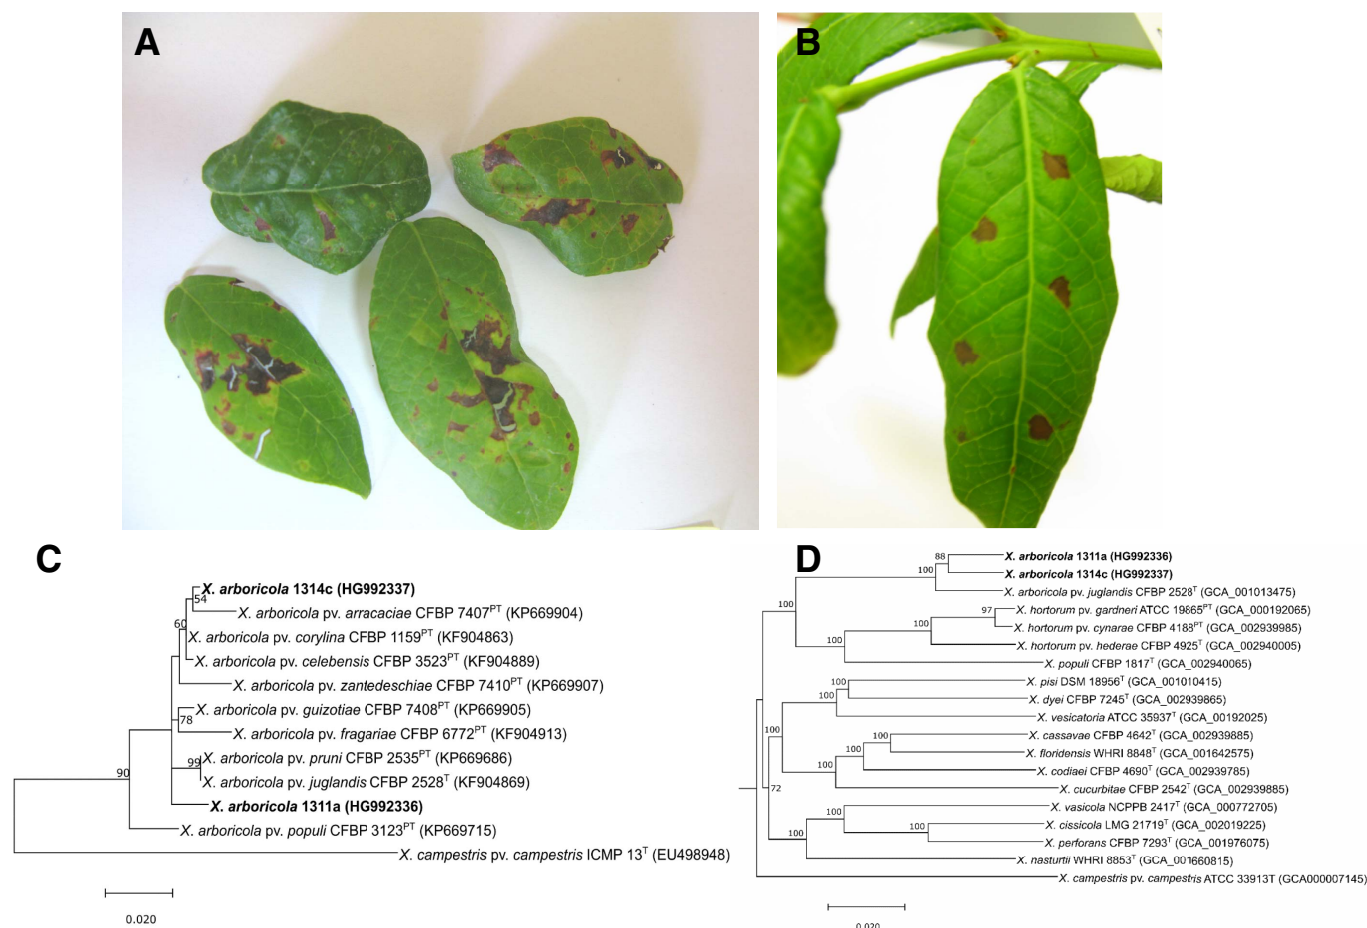 A
B
C
X. arboricola 1314c (HG992337)
54
X. arboricola pv. arracaciae CFBP 7407PT (KP669904)
60
X. arboricola pv. corylina CFBP 1159PT (KF904863)
X. arboricola pv. celebensis CFBP 3523PT (KF904889)
X. arboricola pv. zantedeschiae CFBP 7410PT (KP669907)
X. arboricola pv. guizotiae CFBP 7408PT (KP669905)
78
X. arboricola pv. fragariae CFBP 6772PT (KF904913)
X. arboricola pv. pruni CFBP 2535PT (KP669686)
99
90
X. arboricola pv. juglandis CFBP 2528T (KF904869)
X. arboricola 1311a (HG992336)
X. arboricola pv. populi CFBP 3123PT (KP669715)
X. campestris pv. campestris ICMP 13T (EU498948)
0.020
D
88
X. arboricola 1311a (HG992336)
100
X. arboricola 1314c (HG992337)
X. arboricola pv. juglandis CFBP 2528T (GCA_001013475)
100
97
X. hortorum pv. gardneri ATCC 19865PT (GCA_000192065)
100
X. hortorum pv. cynarae CFBP 4188PT (GCA_002939985)
100
X. hortorum pv. hederae CFBP 4925T (GCA_002940005)
X. populi CFBP 1817T (GCA_002940065)
100
X. pisi DSM 18956T (GCA_001010415)
100
X. dyei CFBP 7245T (GCA_002939865)
X. vesicatoria ATCC 35937T (GCA_00192025)
100
100
X. cassavae CFBP 4642T (GCA_002939885)
100
X. floridensis WHRI 8848T (GCA_001642575)
100
X. codiaei CFBP 4690T (GCA_002939785)
72
X. cucurbitae CFBP 2542T (GCA_002939885)
X. vasicola NCPPB 2417T (GCA_000772705)
100
100
X. cissicola LMG 21719T (GCA_002019225)
100
X. perforans CFBP 7293T (GCA_001976075)
X. nasturtii WHRI 8853T (GCA_001660815)
X. campestris pv. campestris ATCC 33913T (GCA000007145)
0.020